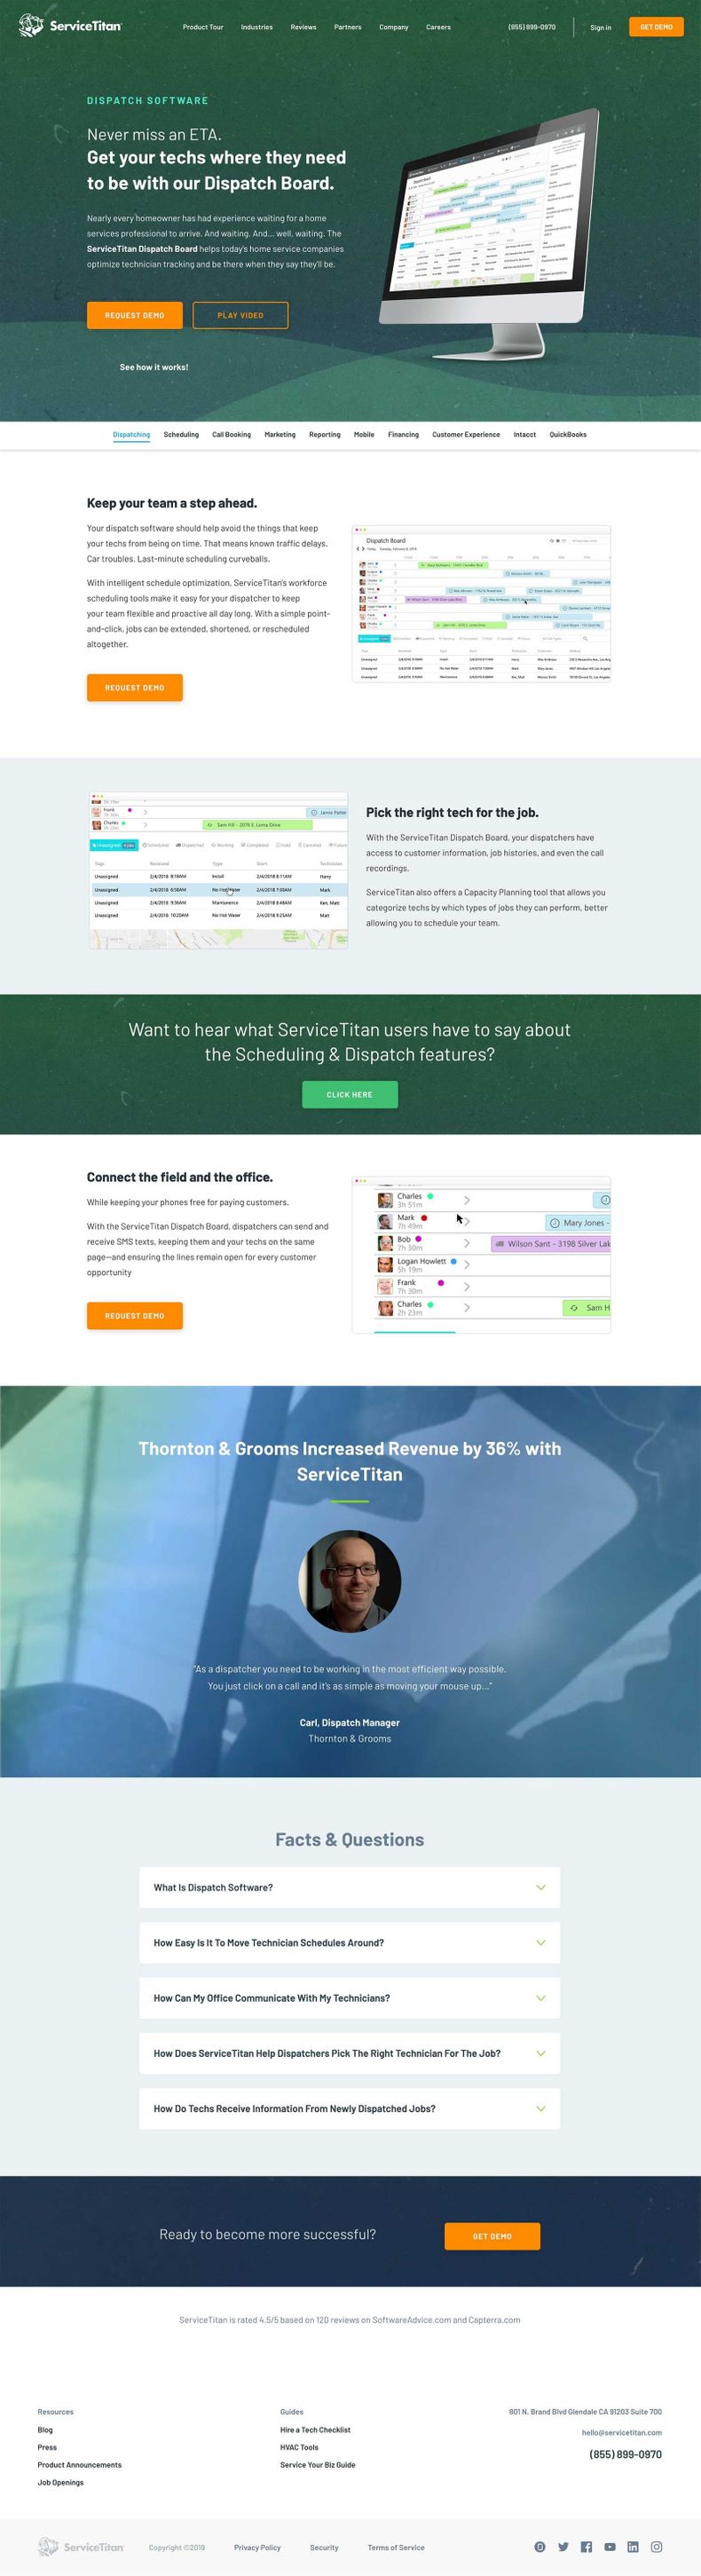 ServiceTitan
Product Tour Industries Reviews Partners Company Careers (855) 899-0970 Sign in GET DEMO
DISPATCH SOFTWARE
Never miss an ETA.
Get your techs where they need
to be with our Dispatch Board.
Nearly every homeowner has had experience waiting for a home
services professional to arrive. And waiting. And... well, waiting. The
ServiceTitan Dispatch Board helps today's home service companies
optimize technician tracking and be there when they say they'll be.
REQUEST DEMO PLAY VIDEO
See how it works!
Dispatching Scheduling Call Booking Marketing Reporting Mobile Financing Customer Experience Intacct QuickBooks
Keep your team a step ahead.
Your dispatch software should help avoid the things that keep
your techs from being on time. That means known traffic delays.
Car troubles. Last-minute scheduling curveballs.
With intelligent schedule optimization, ServiceTitan's workforce
scheduling tools make it easy for your dispatcher to keep
your team flexible and proactive all day long. With a simple point-
and-click, jobs can be extended, shortened, or rescheduled
altogether.
REQUEST DEMO
Dispatch Board
Frank
Charles
Sam Hill - 2076 E. Loma Drive
Tags Received Type Start Technician
Unassigned 2/4/2018 8:18AM Install 2/4/2018 8:11AM Harry
Unassigned 2/4/2018 6:58AM No Hot Water 2/4/2018 7:00AM Mark
Unassigned 2/4/2018 9:36AM Maintenance 2/4/2018 8:48AM Ken, Matt
Unassigned 2/4/2018 10:20AM No Hot Water 2/4/2018 9:25AM Matt
Pick the right tech for the job.
With the ServiceTitan Dispatch Board, your dispatchers have
access to customer information, job histories, and even the call
recordings.
ServiceTitan also offers a Capacity Planning tool that allows you
categorize techs by which types of jobs they can perform, better
allowing you to schedule your team.
Want to hear what ServiceTitan users have to say about
the Scheduling & Dispatch features?
CLICK HERE
Connect the field and the office.
While keeping your phones free for paying customers.
With the ServiceTitan Dispatch Board, dispatchers can send and
receive SMS texts, keeping them and your techs on the same
page—and ensuring the lines remain open for every customer
opportunity
REQUEST DEMO
Charles
3h 51m
Mark
7h 49m
Mary Jones -
Bob
7h 30m
Wilson Sant - 3198 Silver Lak
Logan Howlett
5h 19m
Frank
7h 30m
Charles
2h 23m
Sam H
Thornton & Grooms Increased Revenue by 36% with
ServiceTitan
"As a dispatcher you need to be working in the most efficient way possible.
You just click on a call and it's as simple as moving your mouse up..."
Carl, Dispatch Manager
Thornton & Grooms
Facts & Questions
What Is Dispatch Software?
How Easy Is It To Move Technician Schedules Around?
How Can My Office Communicate With My Technicians?
How Does ServiceTitan Help Dispatchers Pick The Right Technician For The Job?
How Do Techs Receive Information From Newly Dispatched Jobs?
Ready to become more successful?
GET DEMO
ServiceTitan is rated 4.5/5 based on 120 reviews on SoftwareAdvice.com and Capterra.com
Resources
Blog
Press
Product Announcements
Job Openings
Guides
Hire a Tech Checklist
HVAC Tools
Service Your Biz Guide
801 N. Brand Blvd Glendale CA 91203 Suite 700
hello@servicetitan.com
(855) 899-0970
ServiceTitan Copyright ©2019 Privacy Policy Security Terms of Service